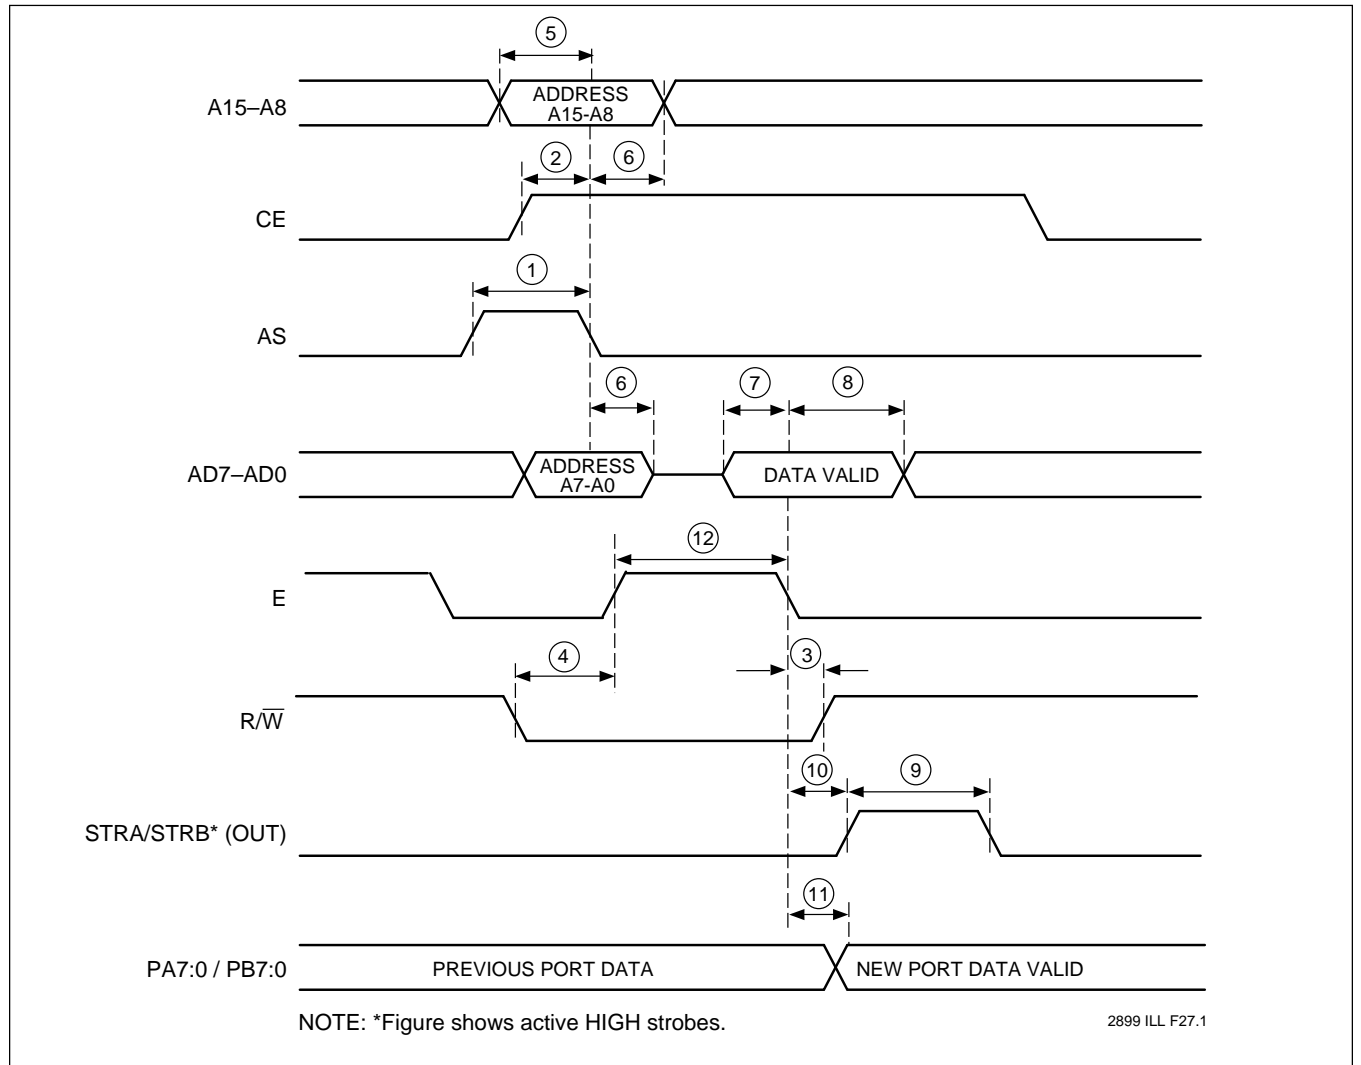 5
A15–A8
ADDRESS
A15-A8
2
6
CE
1
AS
6
7
8
AD7–AD0
ADDRESS
A7-A0
DATA VALID
12
E
4
3
R/W̅
10
9
STRA/STRB* (OUT)
11
PA7:0 / PB7:0
PREVIOUS PORT DATA
NEW PORT DATA VALID
NOTE: *Figure shows active HIGH strobes.
2899 ILL F27.1